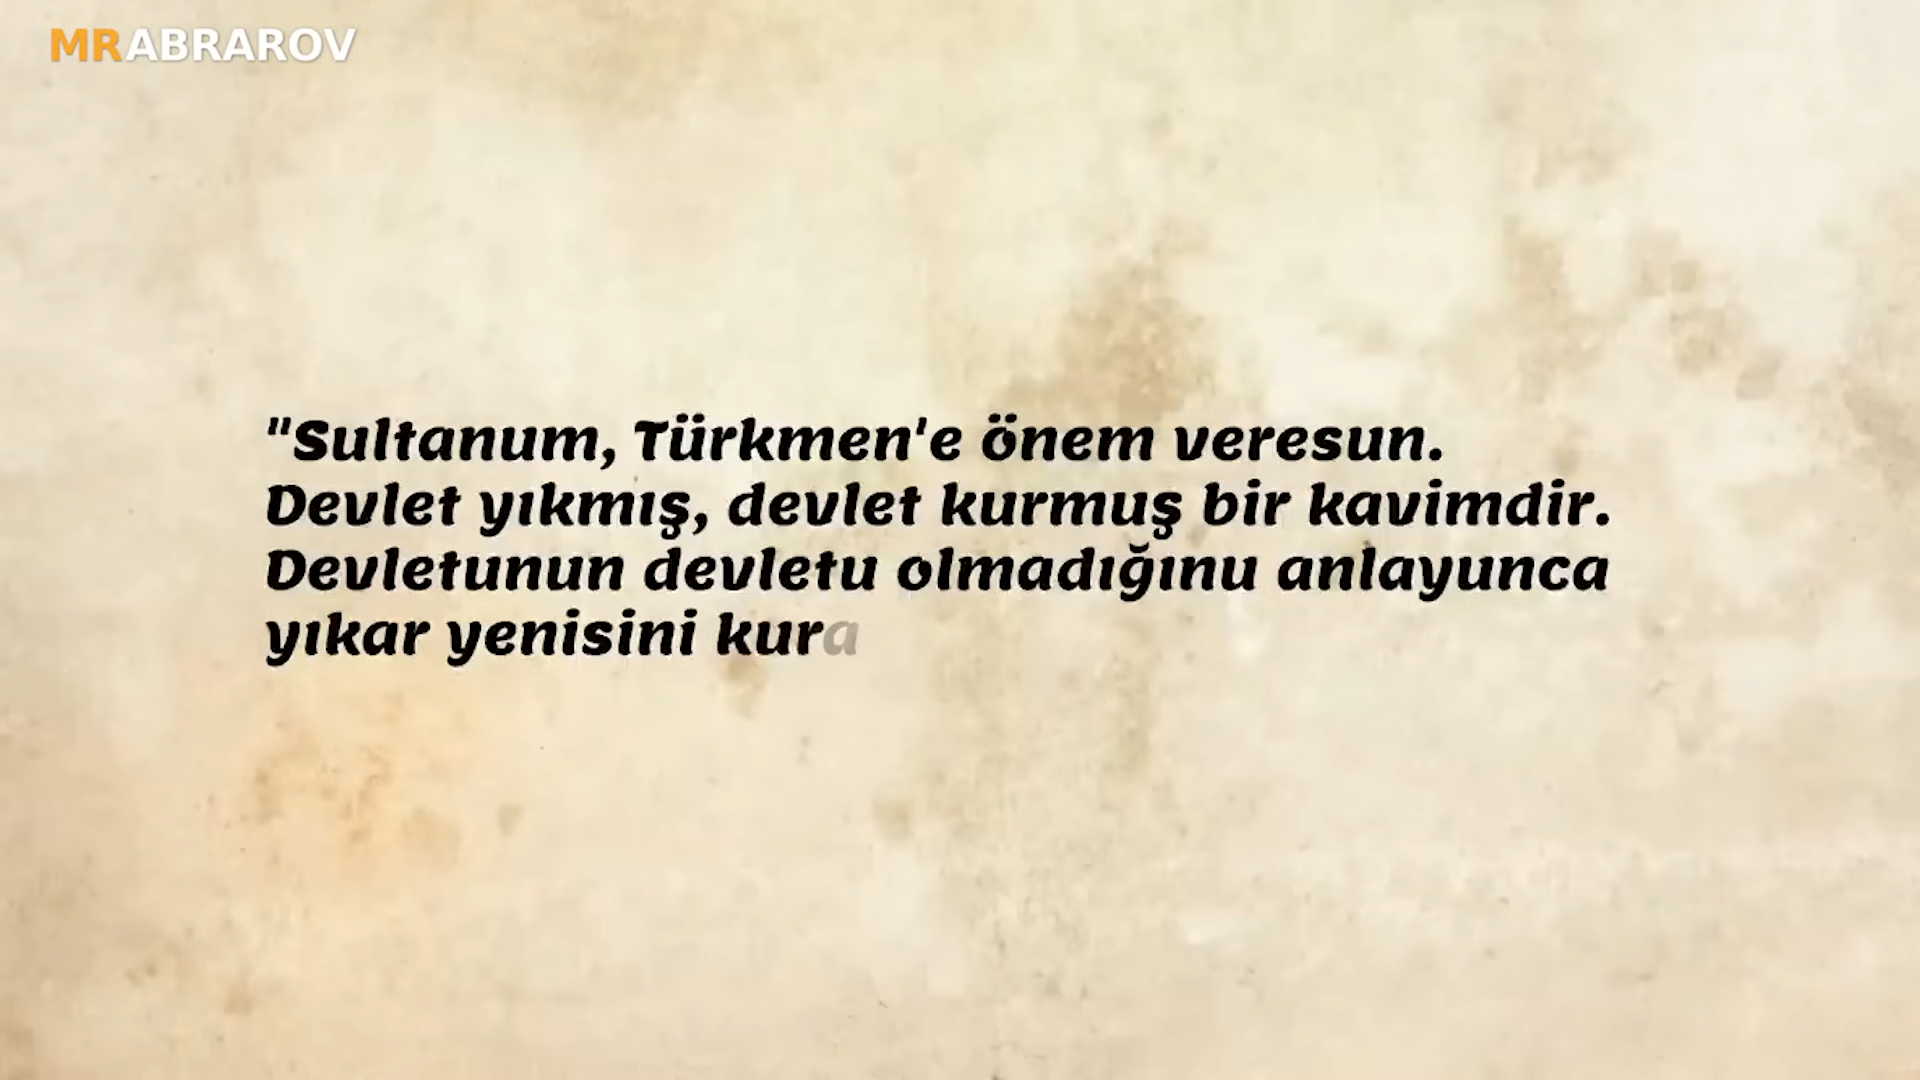 MRABRAROV
"Sultanum, Türkmen'e önem veresun.
Devlet yıkmış, devlet kurmuş bir kavimdir.
Devletunun devletu olmadığınu anlayunca
yıkar yenisini kura